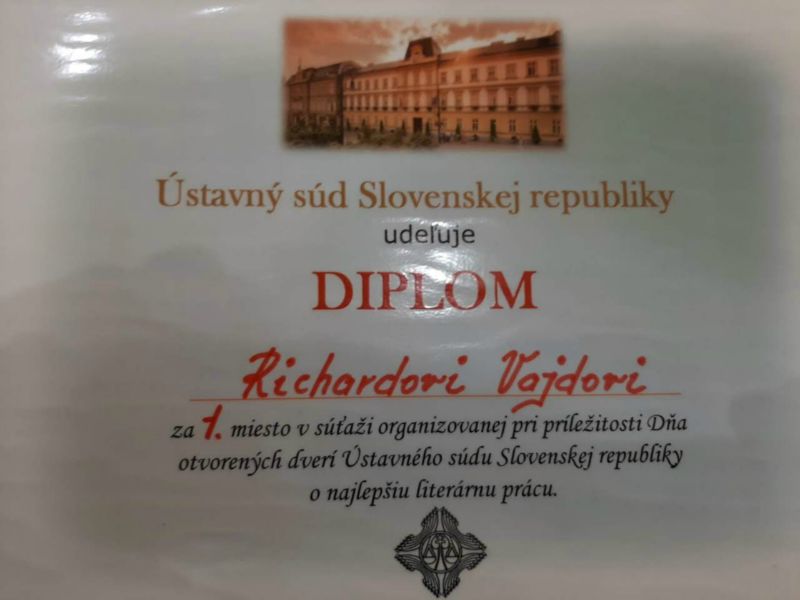 Ústavný súd Slovenskej republiky
udeľuje
DIPLOM
Richardovi Vajdovi
za 1. miesto v súťaži organizovanej pri príležitosti Dňa
otvorených dverí Ústavného súdu Slovenskej republiky
o najlepšiu literárnu prácu.